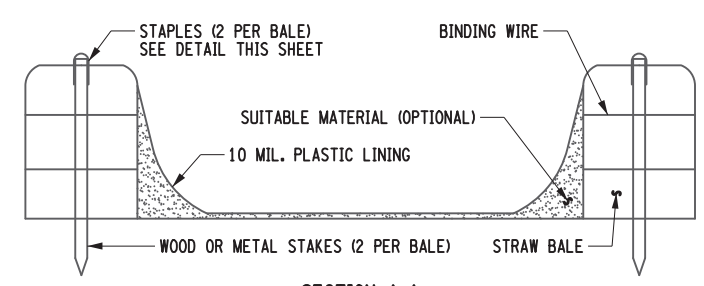 STAPLES (2 PER BALE)
SEE DETAIL THIS SHEET
BINDING WIRE
SUITABLE MATERIAL (OPTIONAL)
10 MIL. PLASTIC LINING
WOOD OR METAL STAKES (2 PER BALE)
STRAW BALE